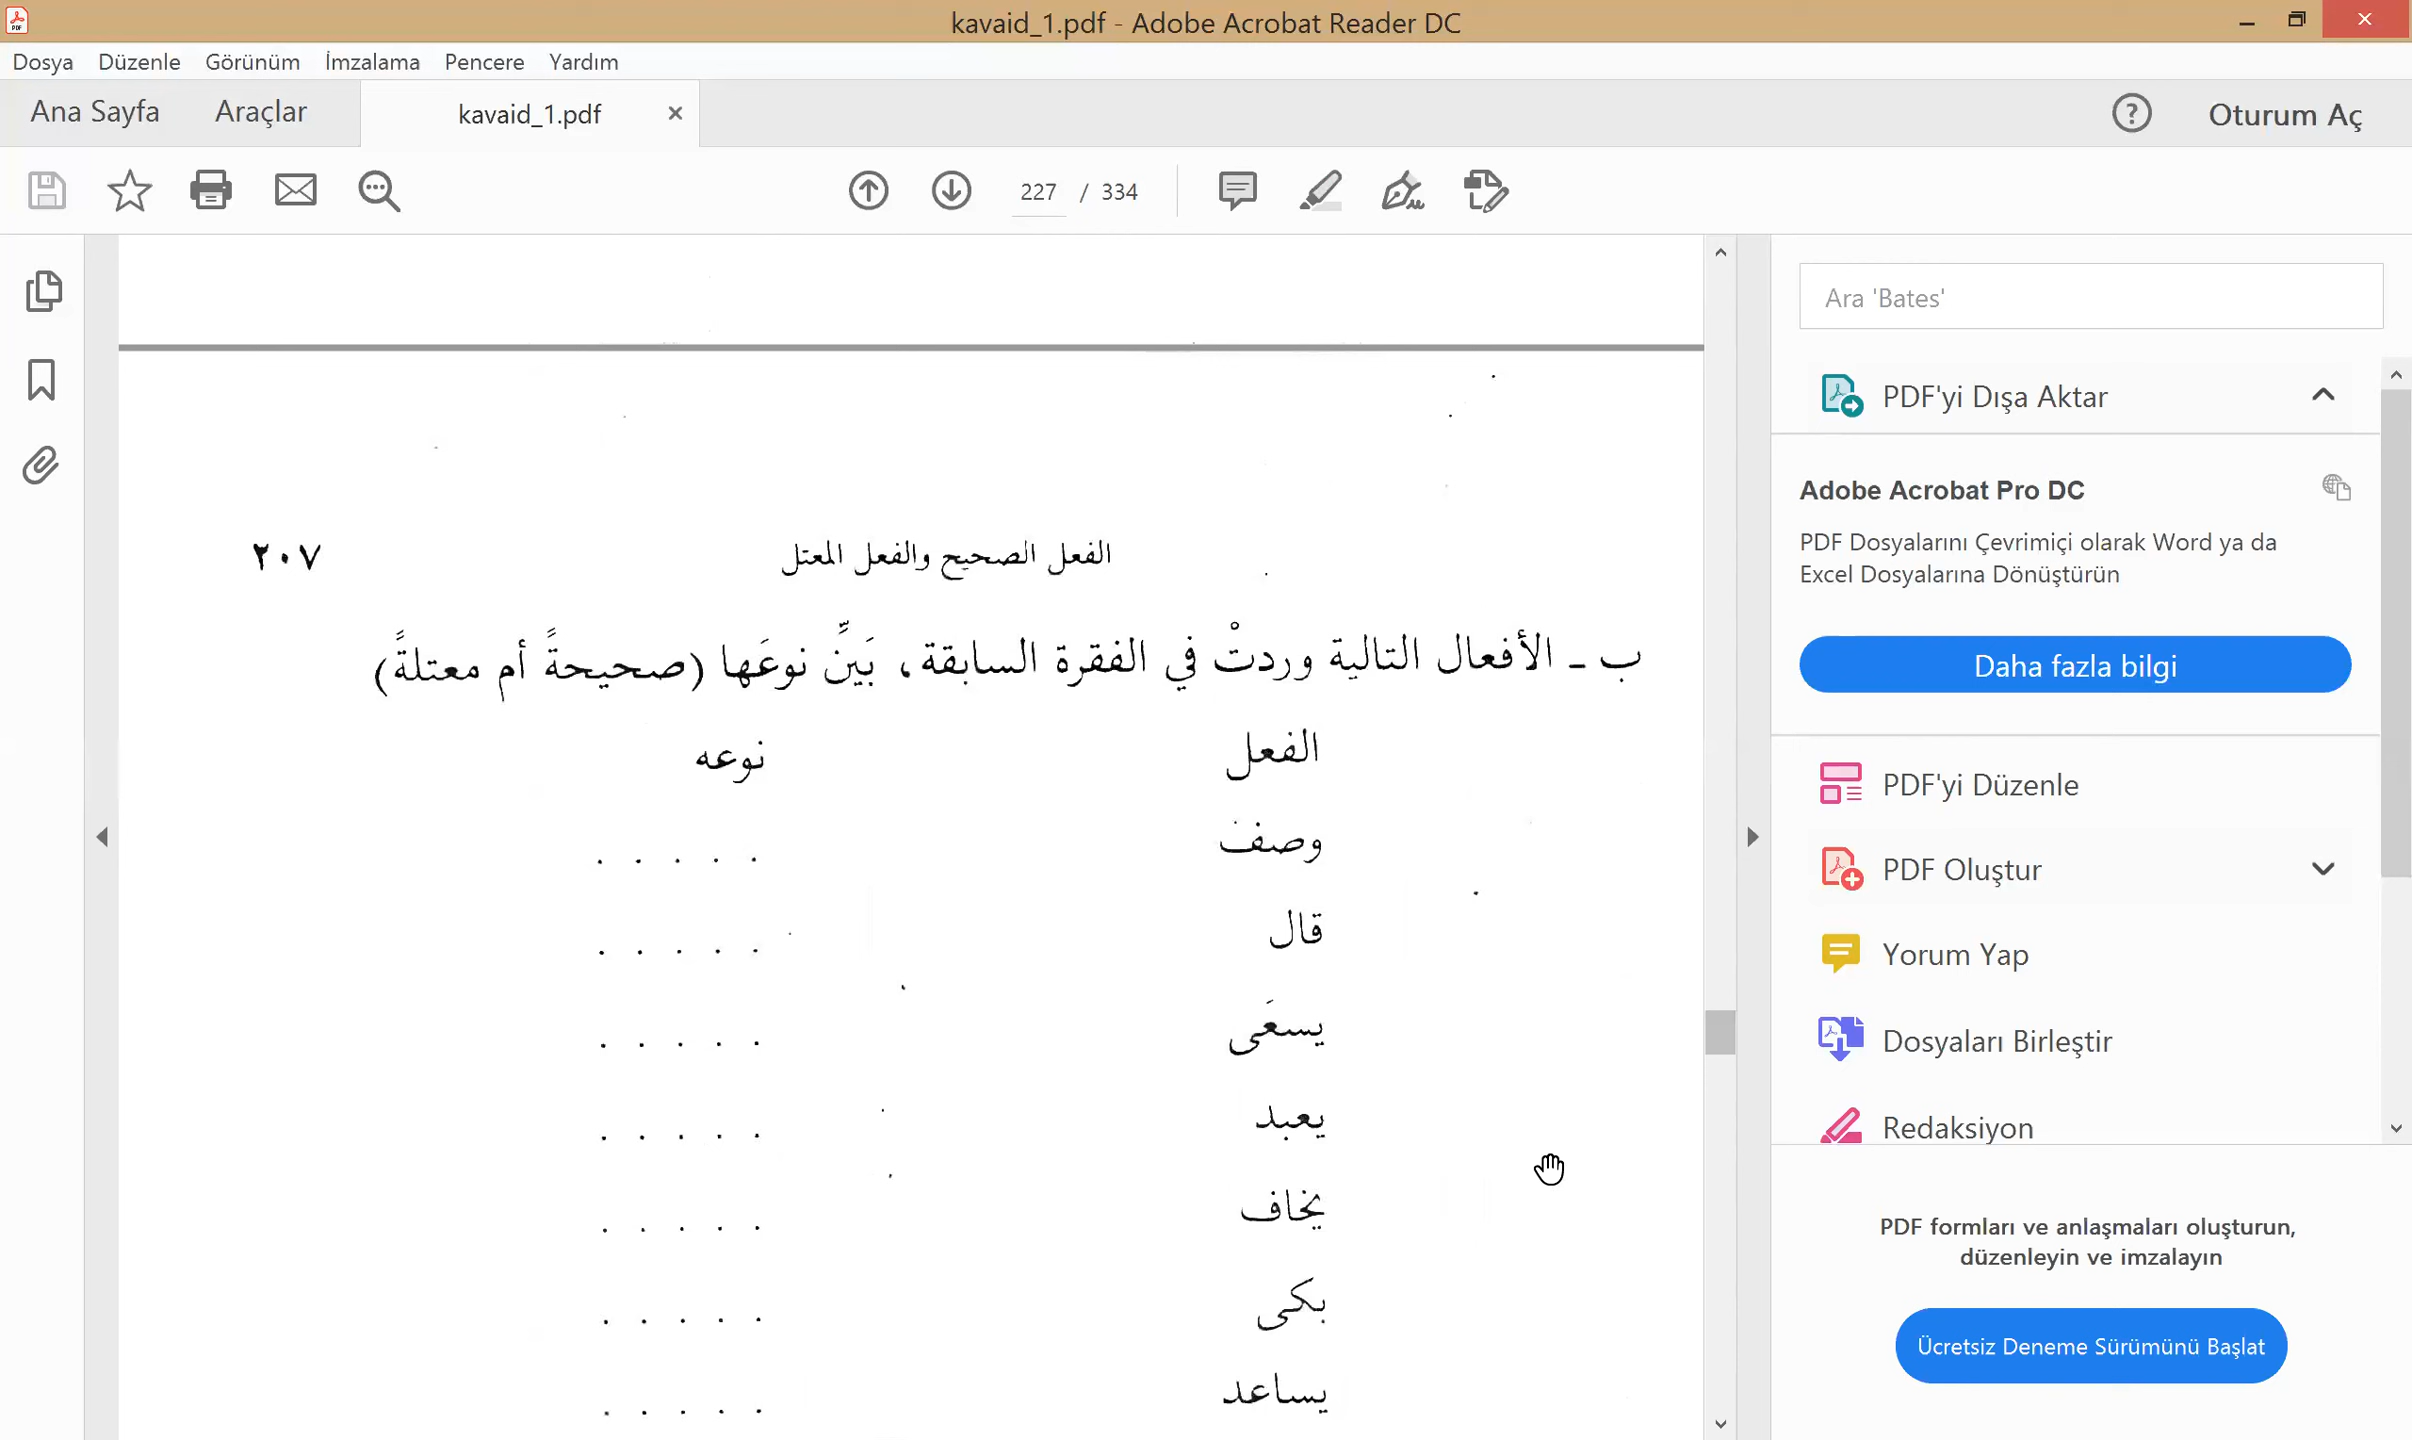 kavaid_1.pdf - Adobe Acrobat Reader DC
Dosya Düzenle Görünüm İmzalama Pencere Yardım
Ana Sayfa Araçlar kavaid_1.pdf Oturum Aç
227 / 334
الفعل الصحيح والفعل المعتل ٢٠٧
ب ـ الأفعال التالية وردتْ في الفقرة السابقة، بَيِّنْ نوعَها (صحيحةً أم معتلةً)
الفعل نوعه
وصف . . . . .
قال . . . . .
يسعَى . . . . .
يعبد . . . . .
يخاف . . . . .
بكى . . . . .
يساعد . . . . .
Ara 'Bates'
PDF'yi Dışa Aktar
Adobe Acrobat Pro DC
PDF Dosyalarını Çevrimiçi olarak Word ya da
Excel Dosyalarına Dönüştürün
Daha fazla bilgi
PDF'yi Düzenle
PDF Oluştur
Yorum Yap
Dosyaları Birleştir
Redaksiyon
PDF formları ve anlaşmaları oluşturun,
düzenleyin ve imzalayın
Ücretsiz Deneme Sürümünü Başlat